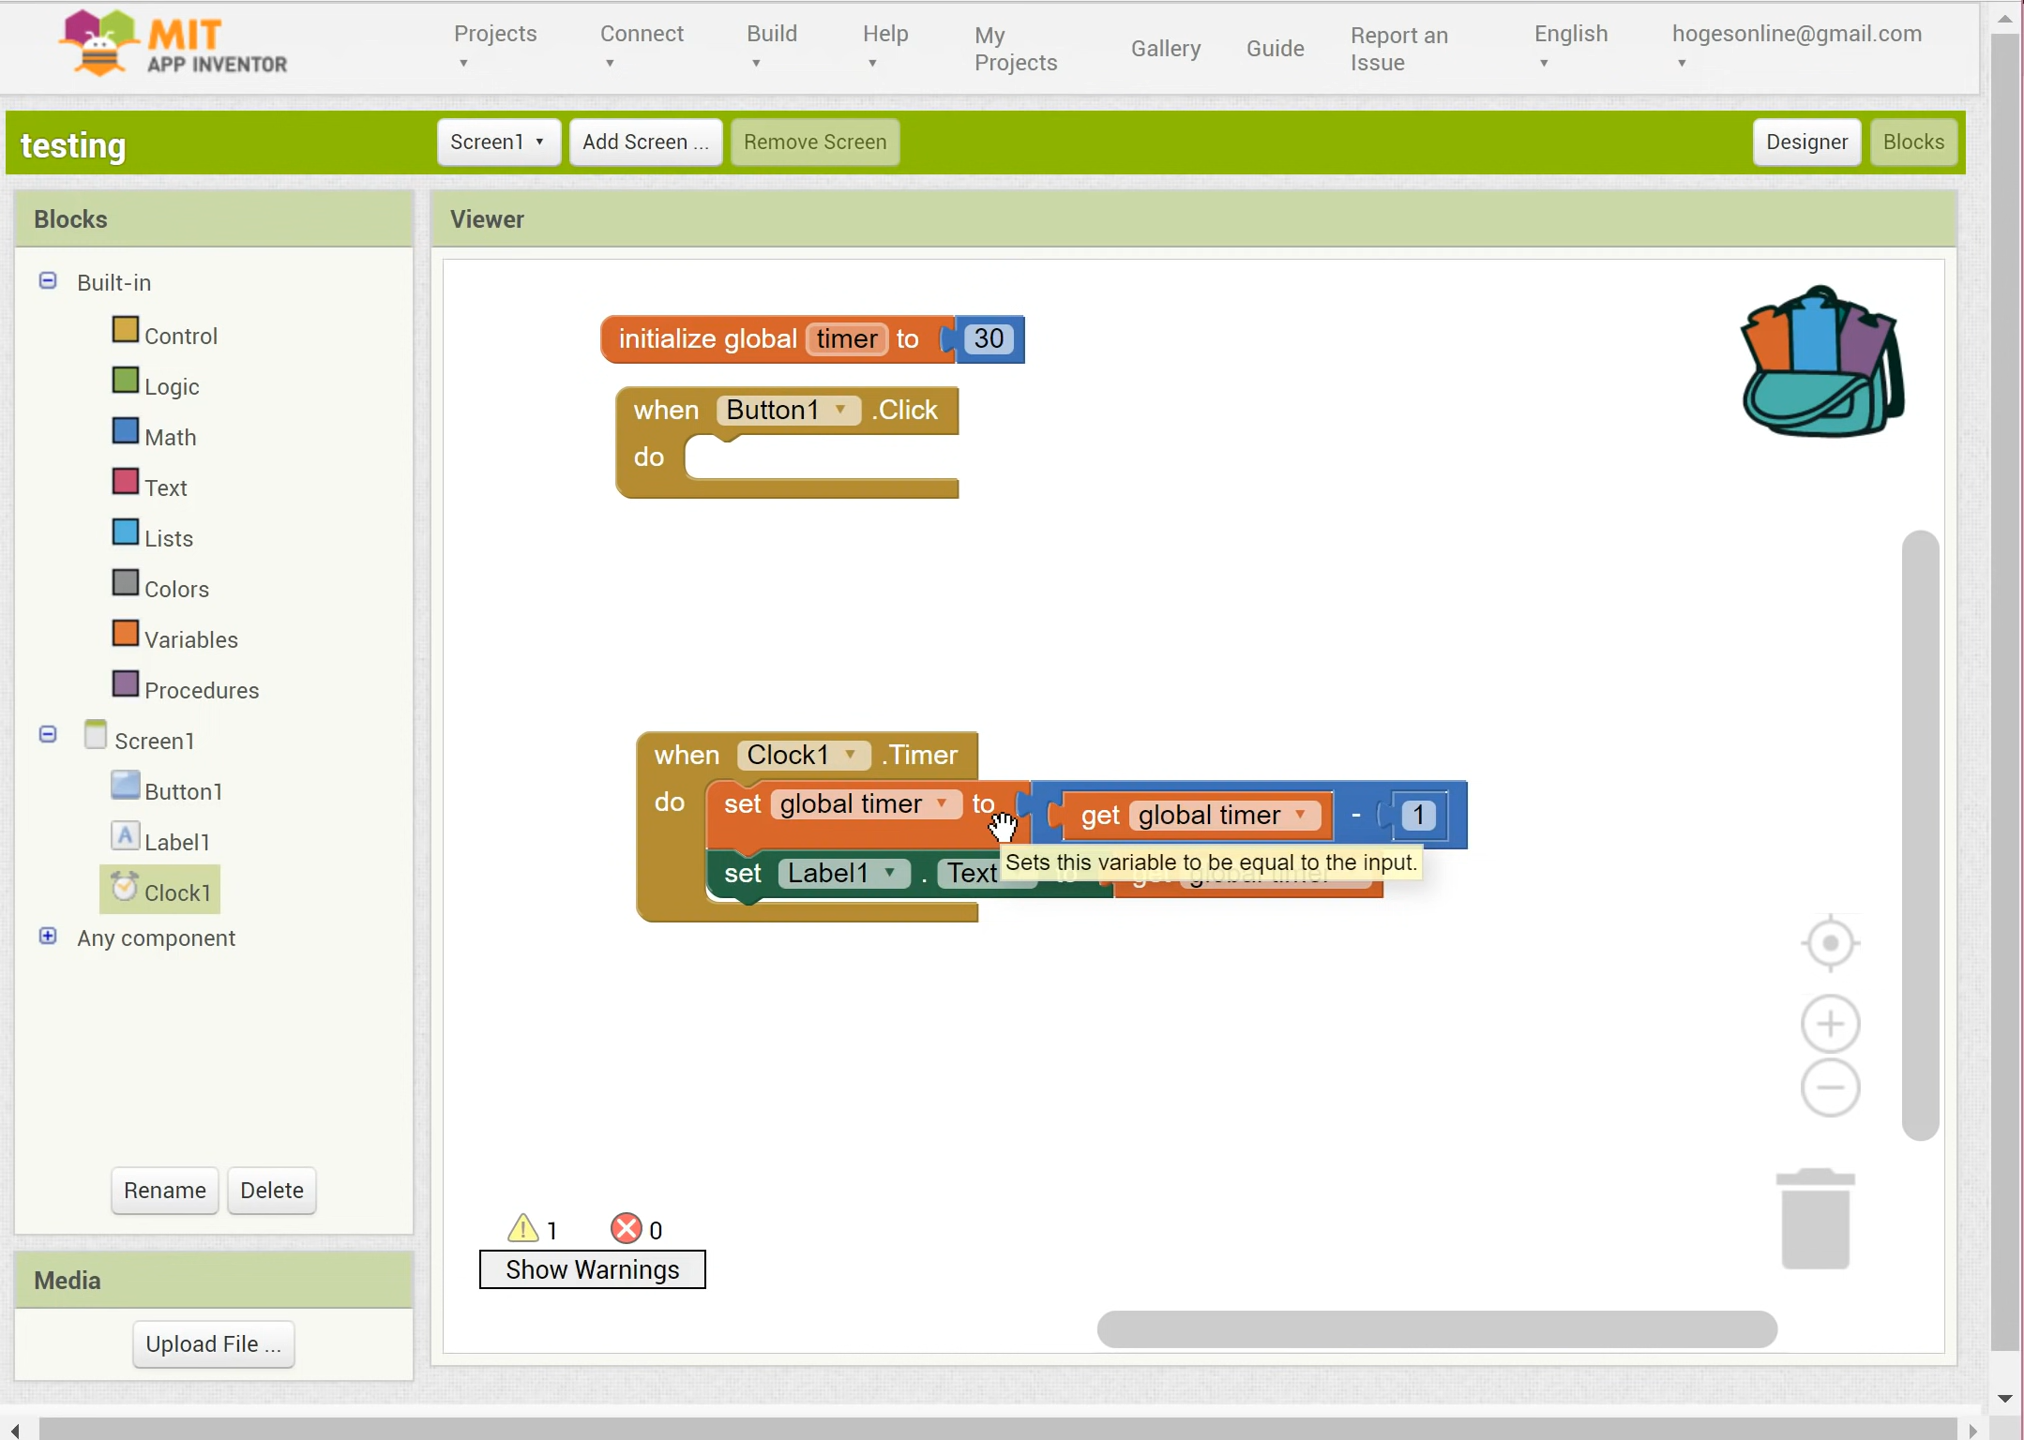 MIT
APP INVENTOR
Projects
Connect
Build
Help
My
Projects
Gallery
Guide
Report an
Issue
English
hogesonline@gmail.com
testing
Screen1
Add Screen ...
Remove Screen
Designer
Blocks
Blocks
Built-in
Control
Logic
Math
Text
Lists
Colors
Variables
Procedures
Screen1
Button1
Label1
Clock1
Any component
Rename
Delete
Media
Upload File ...
Viewer
initialize global timer to 30
when Button1 .Click
do
when Clock1 .Timer
do set global timer to get global timer - 1
Sets this variable to be equal to the input.
set Label1 . Text to get global timer
1 0
Show Warnings